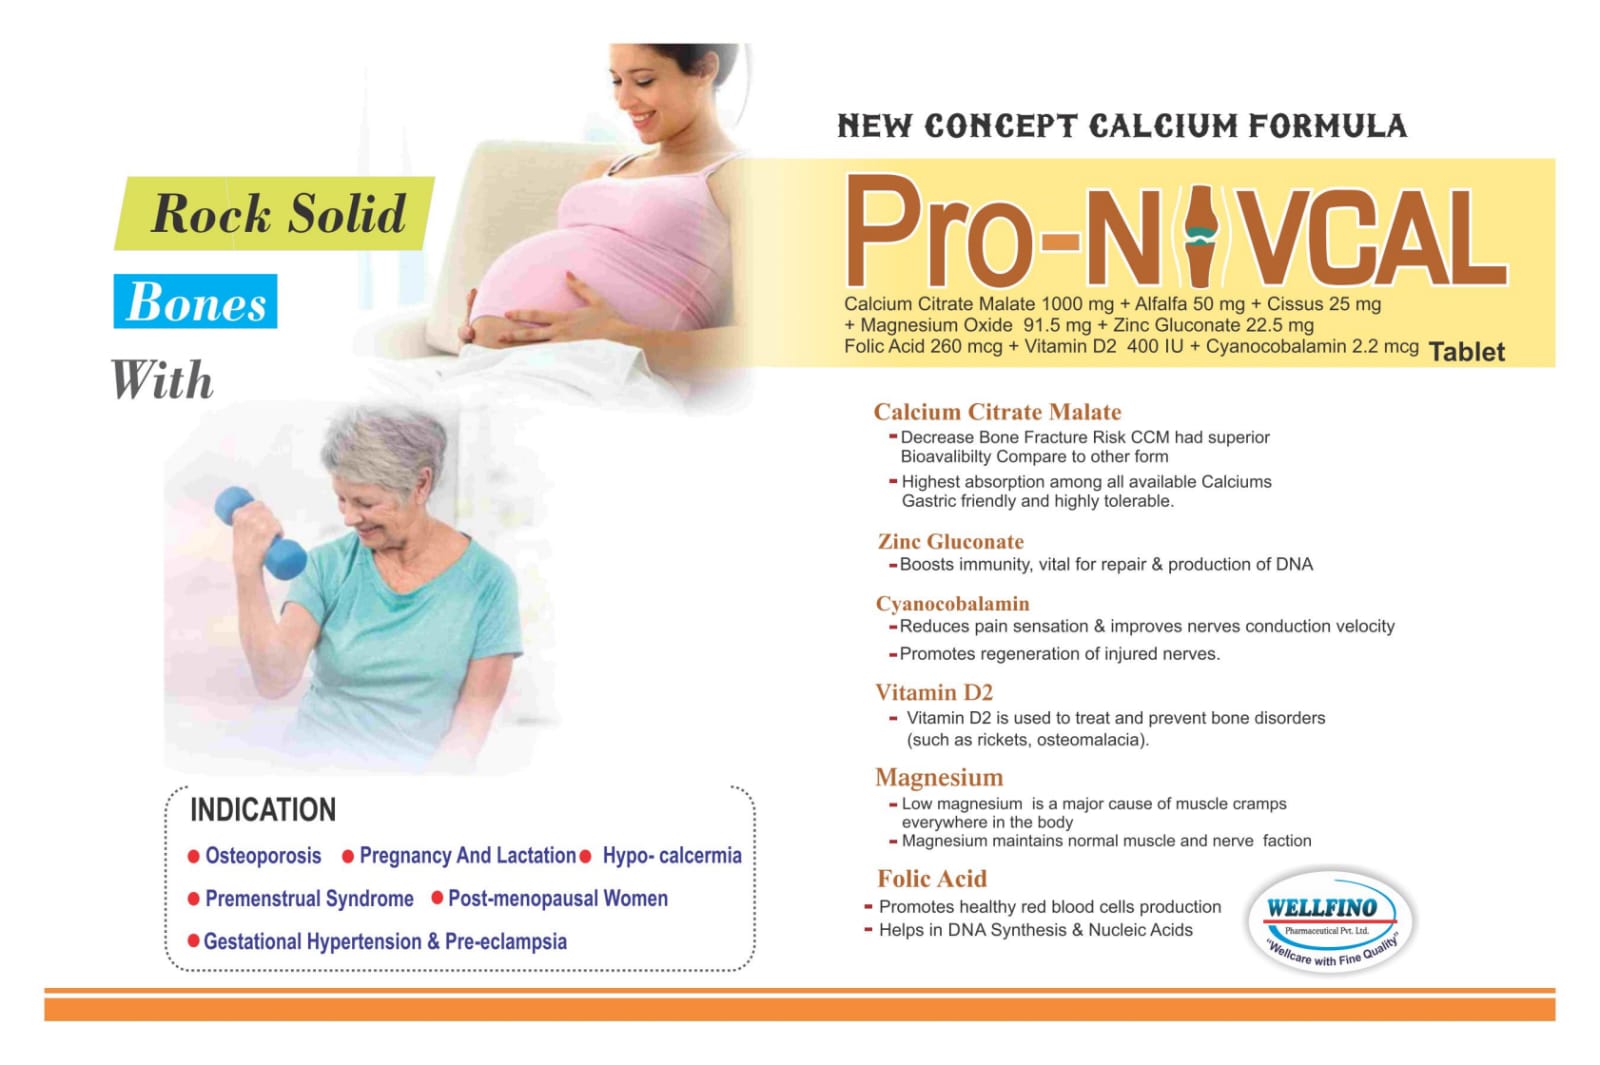 Rock Solid
Bones
With
NEW CONCEPT CALCIUM FORMULA
Pro-NIVCAL
Calcium Citrate Malate 1000 mg + Alfalfa 50 mg + Cissus 25 mg
+ Magnesium Oxide 91.5 mg + Zinc Gluconate 22.5 mg
Folic Acid 260 mcg + Vitamin D2 400 IU + Cyanocobalamin 2.2 mcg Tablet
Calcium Citrate Malate
- Decrease Bone Fracture Risk CCM had superior
Bioavalibilty Compare to other form
- Highest absorption among all available Calciums
Gastric friendly and highly tolerable.
Zinc Gluconate
- Boosts immunity, vital for repair & production of DNA
Cyanocobalamin
- Reduces pain sensation & improves nerves conduction velocity
- Promotes regeneration of injured nerves.
Vitamin D2
- Vitamin D2 is used to treat and prevent bone disorders
(such as rickets, osteomalacia).
Magnesium
- Low magnesium is a major cause of muscle cramps
everywhere in the body
- Magnesium maintains normal muscle and nerve faction
Folic Acid
- Promotes healthy red blood cells production
- Helps in DNA Synthesis & Nucleic Acids
INDICATION
• Osteoporosis • Pregnancy And Lactation • Hypo- calcermia
• Premenstrual Syndrome • Post-menopausal Women
• Gestational Hypertension & Pre-eclampsia
WELLFINO
Pharmaceutical Pvt. Ltd.
"Wellcare with Fine Quality"